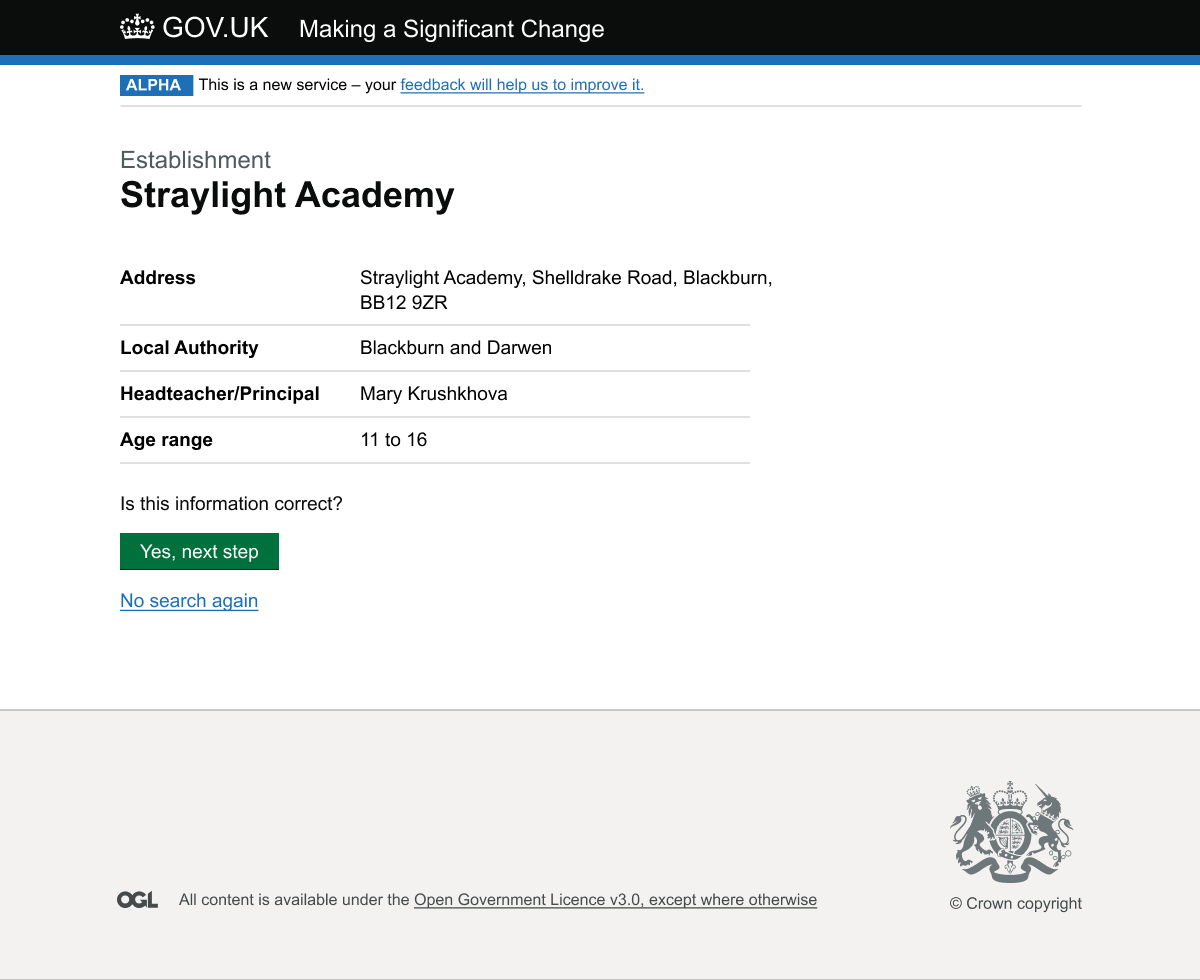 GOV.UK Making a Significant Change
ALPHA This is a new service – your feedback will help us to improve it.
Establishment
Straylight Academy
Address Straylight Academy, Shelldrake Road, Blackburn,
BB12 9ZR
Local Authority Blackburn and Darwen
Headteacher/Principal Mary Krushkhova
Age range 11 to 16
Is this information correct?
Yes, next step
No search again
OGL All content is available under the Open Government Licence v3.0, except where otherwise
© Crown copyright